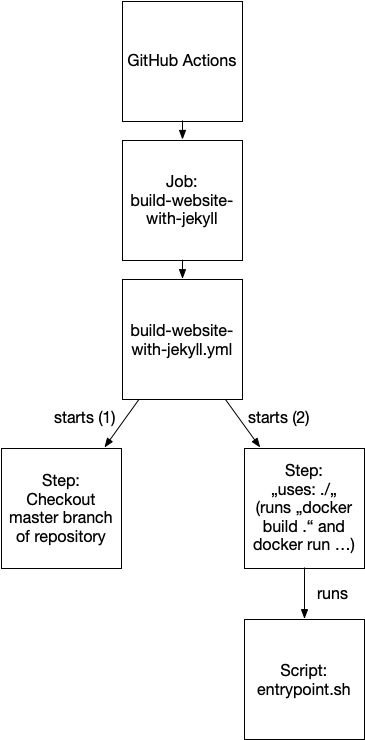 GitHub Actions
Job:
build-website-
with-jekyll
build-website-
with-jekyll.yml
starts (1)
starts (2)
Step:
Checkout
master branch
of repository
Step:
„uses: ./„
(runs „docker
build .“ and
docker run …)
runs
Script:
entrypoint.sh